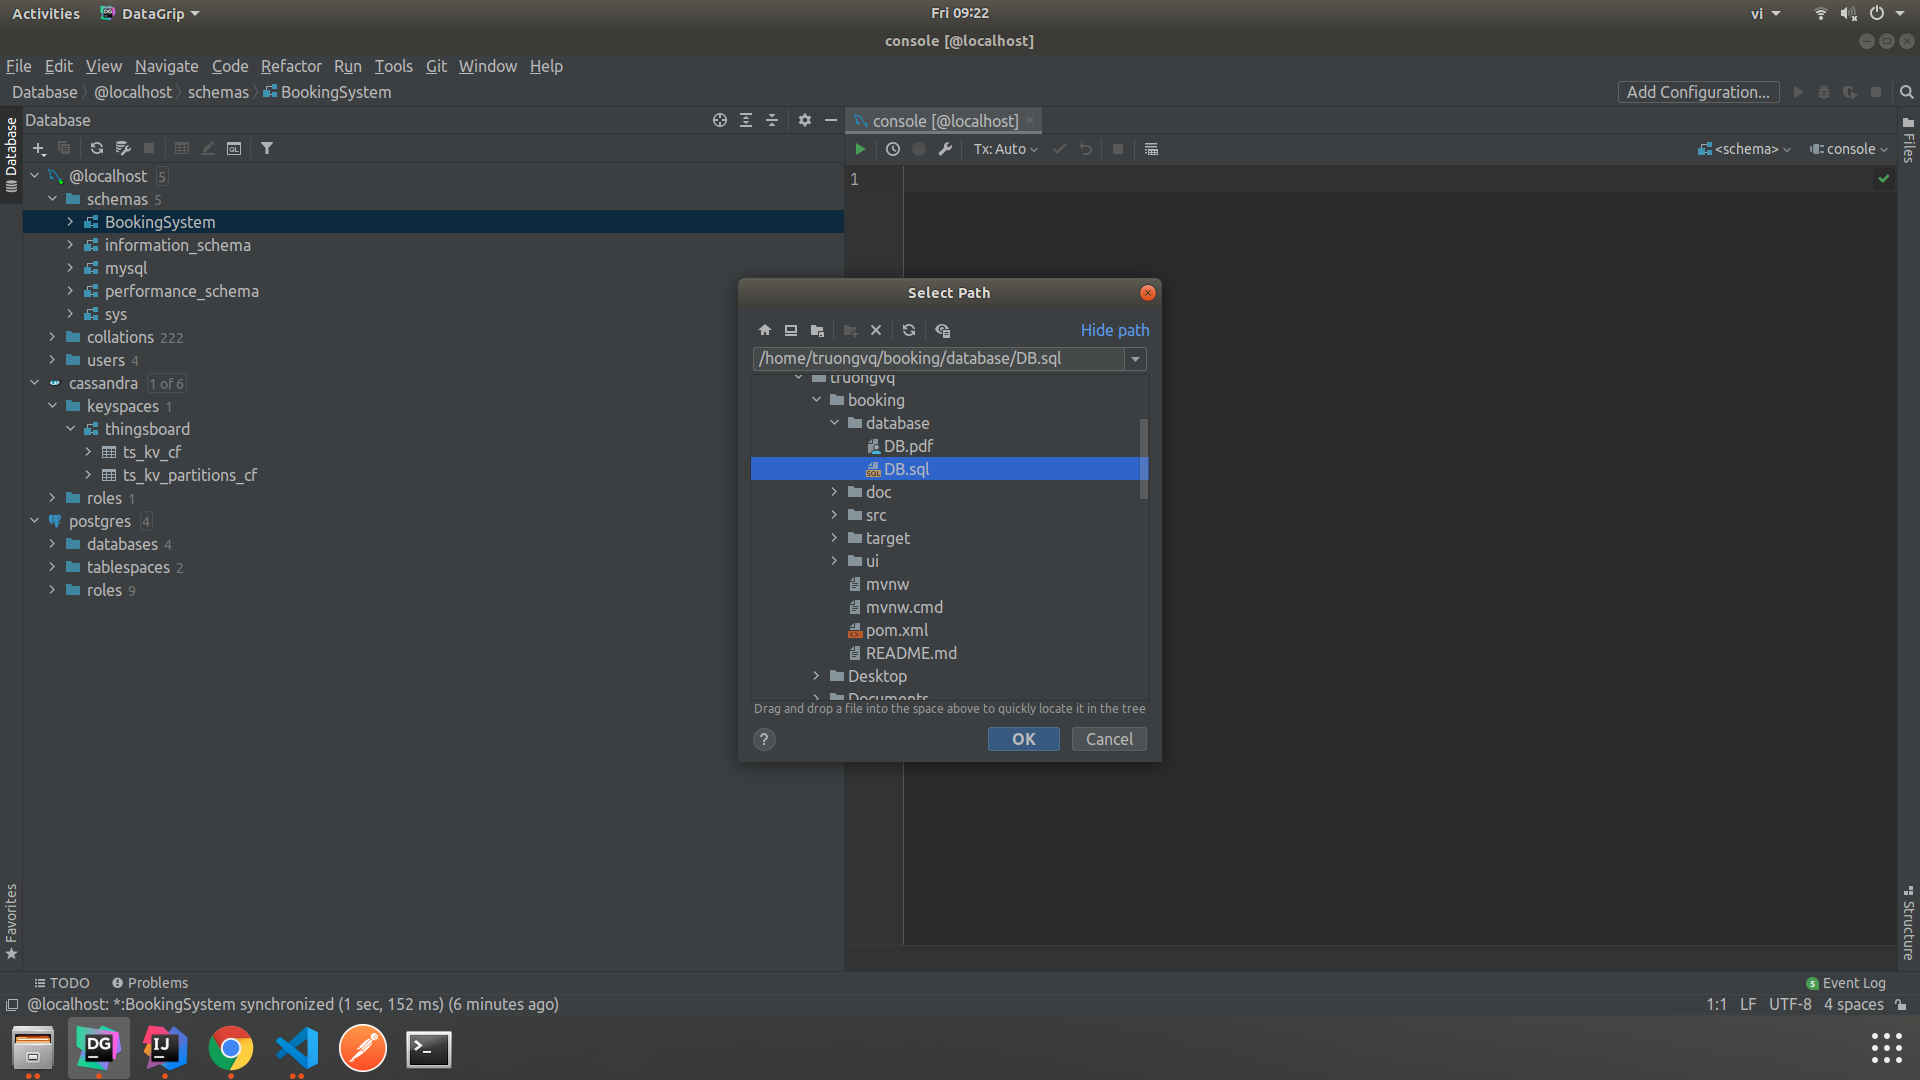 Activities DataGrip Fri 09:22 vi
console [@localhost]
File Edit View Navigate Code Refactor Run Tools Git Window Help
Database @localhost schemas BookingSystem Add Configuration...
Database
Database
console [@localhost]
Tx: Auto <schema> console
Files
1
@localhost 5
schemas 5
BookingSystem
information_schema
mysql
performance_schema
sys
collations 222
users 4
cassandra 1 of 6
keyspaces 1
thingsboard
ts_kv_cf
ts_kv_partitions_cf
roles 1
postgres 4
databases 4
tablespaces 2
roles 9
Select Path
Hide path
/home/truongvq/booking/database/DB.sql
truongvq
booking
database
DB.pdf
DB.sql
doc
src
target
ui
mvnw
mvnw.cmd
pom.xml
README.md
Desktop
Documents
Drag and drop a file into the space above to quickly locate it in the tree
? OK Cancel
Favorites
Structure
TODO Problems Event Log
@localhost: *:BookingSystem synchronized (1 sec, 152 ms) (6 minutes ago) 1:1 LF UTF-8 4 spaces
DG IJ